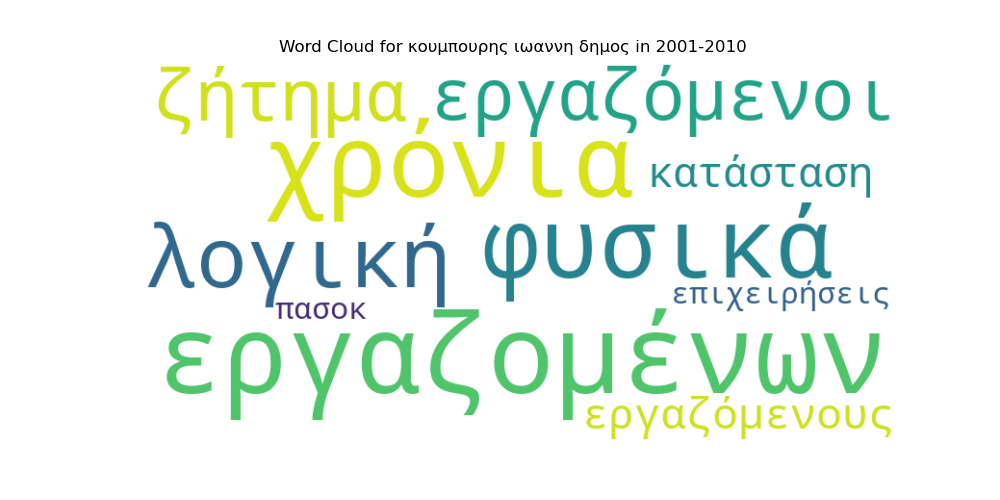 Word Cloud for κουμπουρης ιωαννη δημος in 2001-2010
ζήτημα εργαζόμενοι
χρόνια κατάσταση
λογική φυσικά
πασοκ επιχειρήσεις
εργαζομένων
εργαζόμενους